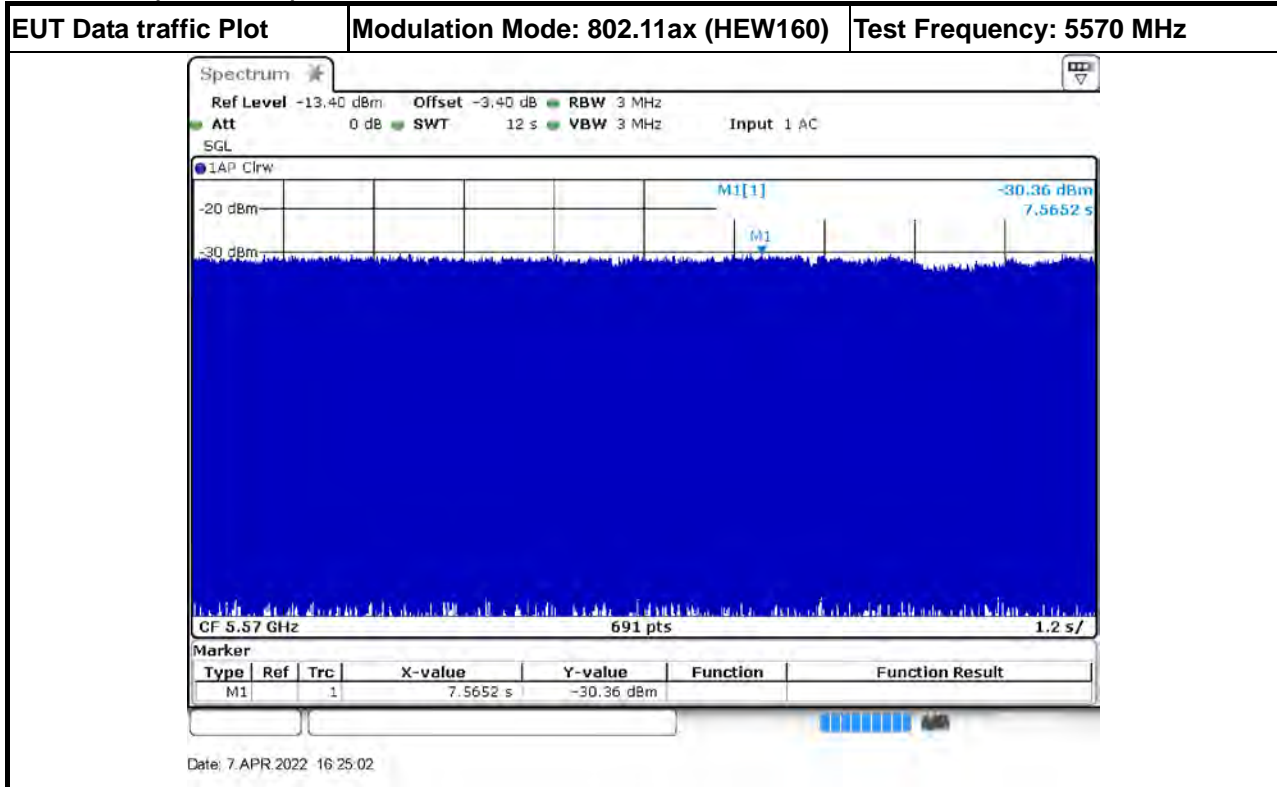 EUT Data traffic Plot Modulation Mode: 802.11ax (HEW160) Test Frequency: 5570 MHz
Spectrum
Ref Level -13.40 dBm Offset -3.40 dB RBW 3 MHz
Att 0 dB SWT 12 s VBW 3 MHz Input 1 AC
SGL
1AP Clrw
M1[1] -30.36 dBm
7.5652 s
-20 dBm
M1
-30 dBm
CF 5.57 GHz 691 pts 1.2 s/
Marker
Type Ref Trc X-value Y-value Function Function Result
M1 1 7.5652 s -30.36 dBm
Date: 7.APR.2022 16:25:02